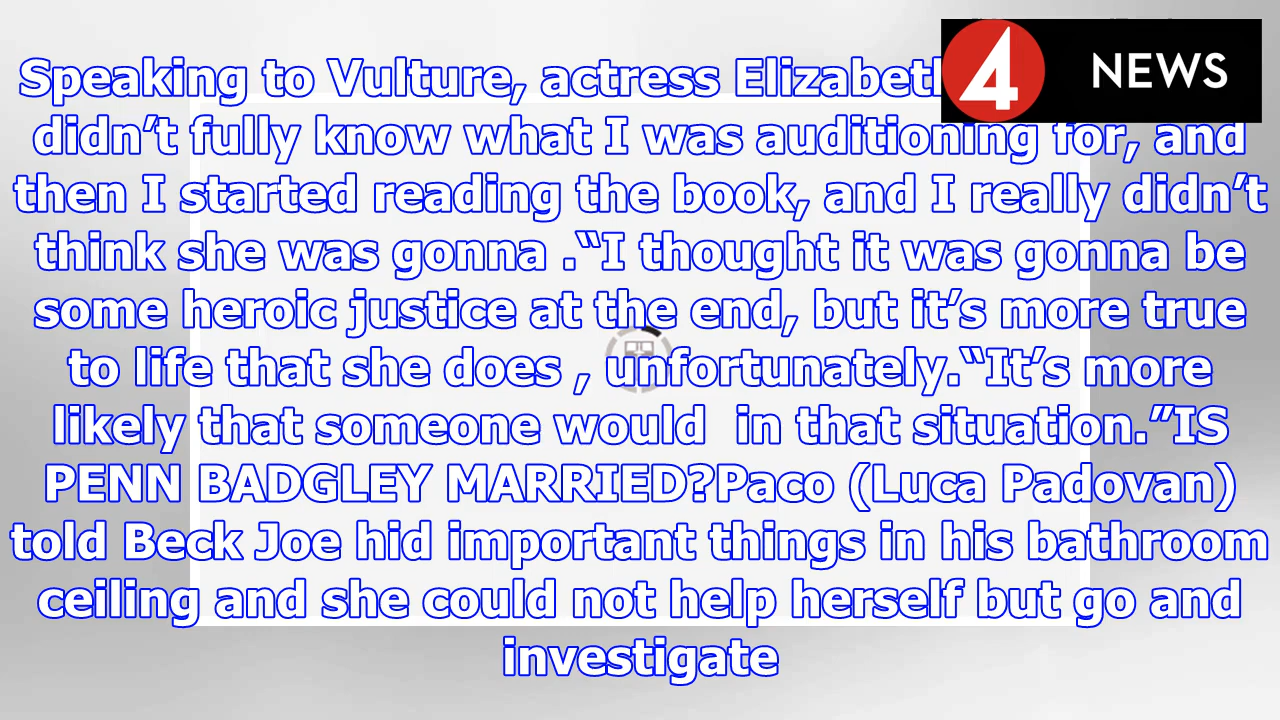 Speaking to Vulture, actress Elizabeth
4 NEWS
didn’t fully know what I was auditioning for, and
then I started reading the book, and I really didn’t
think she was gonna .“I thought it was gonna be
some heroic justice at the end, but it’s more true
to life that she does , unfortunately.“It’s more
likely that someone would  in that situation.”IS
PENN BADGLEY MARRIED?Paco (Luca Padovan)
told Beck Joe hid important things in his bathroom
ceiling and she could not help herself but go and
investigate